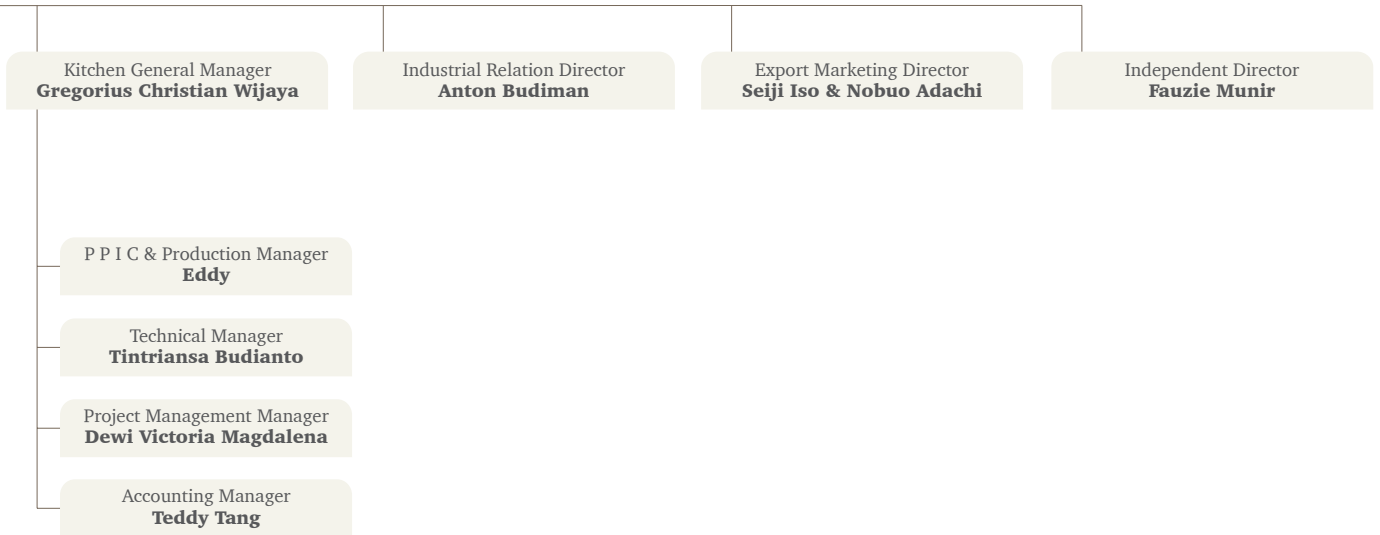 Kitchen General Manager
Gregorius Christian Wijaya
Industrial Relation Director
Anton Budiman
Export Marketing Director
Seiji Iso & Nobuo Adachi
Independent Director
Fauzie Munir
P P I C & Production Manager
Eddy
Technical Manager
Tintriansa Budianto
Project Management Manager
Dewi Victoria Magdalena
Accounting Manager
Teddy Tang